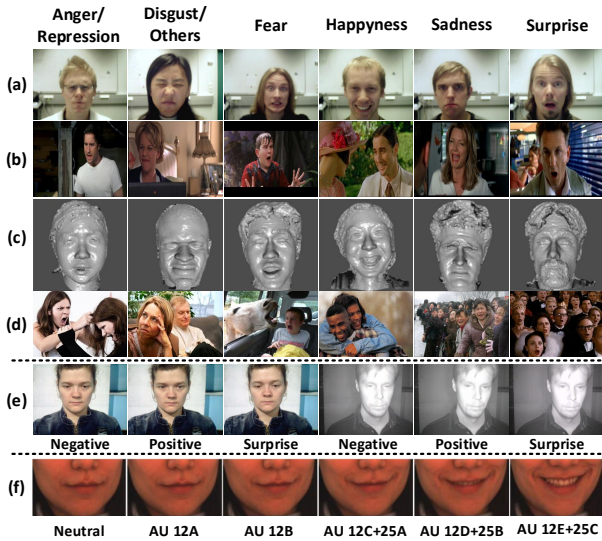 Anger/ Disgust/ Fear Happyness Sadness Surprise
Repression Others
(a)
(b)
(c)
(d)
(e)
Negative Positive Surprise Negative Positive Surprise
(f)
Neutral AU 12A AU 12B AU 12C+25A AU 12D+25B AU 12E+25C